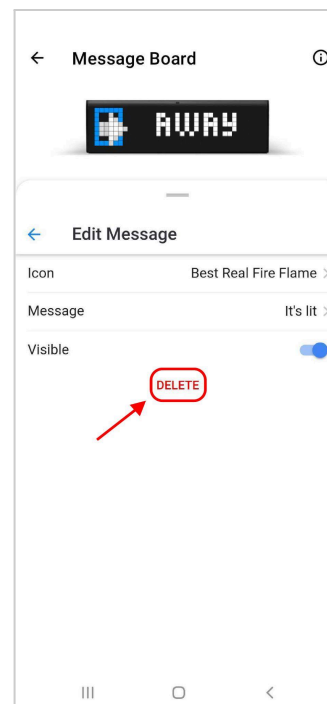 Message Board
AWAY
Edit Message
Icon Best Real Fire Flame
Message It's lit
Visible
DELETE